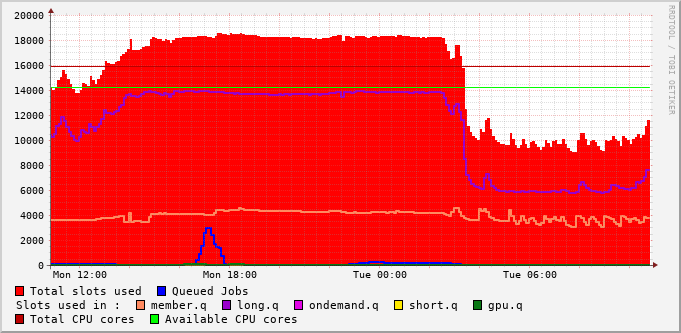 20000
18000
16000
14000
12000
10000
8000
6000
4000
2000
0
Mon 12:00 Mon 18:00 Tue 00:00 Tue 06:00
RRDTOOL / TOBI OETIKER
Total slots used Queued Jobs
Slots used in : member.q long.q ondemand.q short.q gpu.q
Total CPU cores Available CPU cores